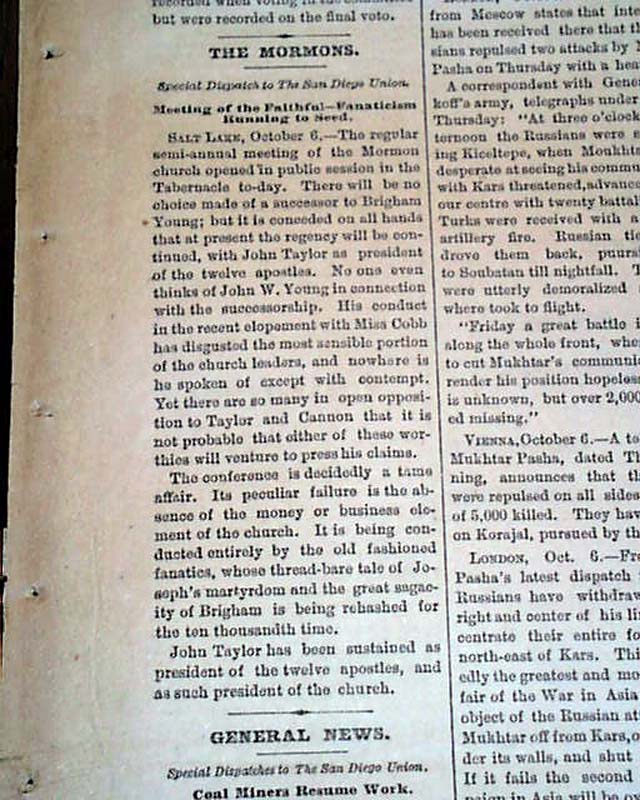 recorded when voting in the committee
but were recorded on the final voto.
THE MORMONS.
Special Dispatch to The San Diego Union.
Meeting of the Faithful—Fanaticism
Running to Seed.
SALT LAKE, October 6.—The regular
semi-annual meeting of the Mormon
church opened in public session in the
Tabernacle to-day. There will be no
choice made of a successor to Brigham
Young; but it is conceded on all hands
that at present the regency will be con-
tinued, with John Taylor as president
of the twelve apostles. No one even
thinks of John W. Young in connection
with the successorship. His conduct
in the recent elopement with Miss Cobb
has disgusted the most sensible portion
of the church leaders, and nowhere is
he spoken of except with contempt.
Yet there are so many in open opposi-
tion to Taylor and Cannon that it is
not probable that either of these wor-
thies will venture to press his claims.
The conference is decidedly a tame
affair. Its peculiar failure is the ab-
sence of the money or business ele-
ment of the church. It is being con-
ducted entirely by the old fashioned
fanatics, whose thread-bare tale of Jo-
seph's martyrdom and the great sagac-
ity of Brigham is being rehashed for
the ten thousandth time.
John Taylor has been sustained as
president of the twelve apostles, and
as such president of the church.
GENERAL NEWS.
Special Dispatches to The San Diego Union.
Coal Miners Resume Work.
from Moscow states that
has been received there that
sians repulsed two attacks by
Pasha on Thursday with a
A correspondent with
koff's army, telegraphs under
Thursday: "At three o'clock
ternoon the Russians were
ing Kiceltepe, when
desperate at seeing his
with Kars threatened, advance
our centre with twenty
Turks were received with a
artillery fire. Russian
drove them back,
to Soubatan till nightfall.
were utterly demoralized
where took to flight.
"Friday a great battle
along the whole front,
to cut Mukhtar's
render his position
is unknown, but over 2,000
ed missing."
VIENNA, October 6.—A
Mukhtar Pasha, dated
ning, announces that
were repulsed on all sides
of 5,000 killed. They
on Korajal, pursued by
LONDON, Oct. 6.—
Pasha's latest dispatch
Russians have
right and center of his
centrate their entire
north-east of Kars.
edly the greatest and
fair of the War in Asia
object of the Russian
Mukhtar off from Kars,
der its walls, and shut
If it fails the second
paign in Asia will be